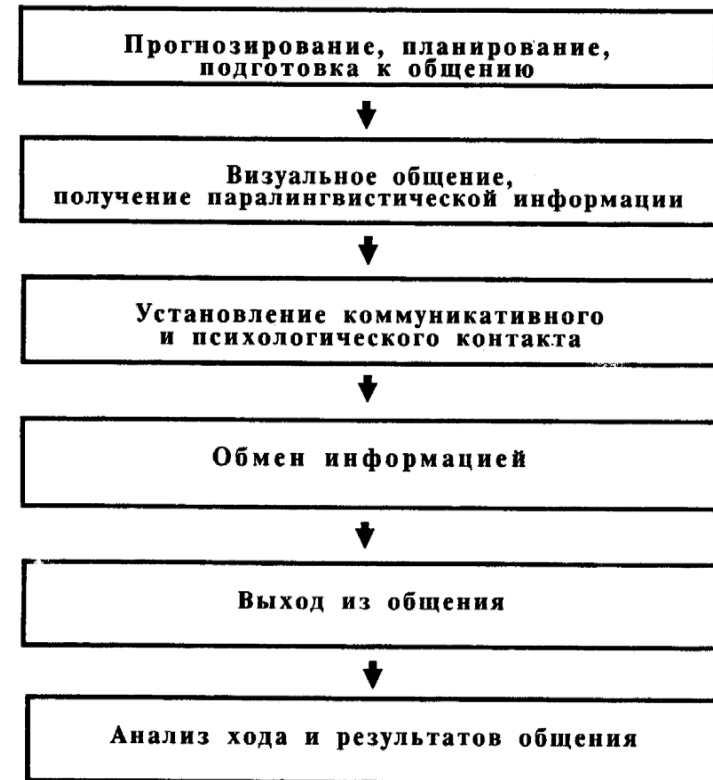 Прогнозирование, планирование,
подготовка к общению
Визуальное общение,
получение паралингвистической информации
Установление коммуникативного
и психологического контакта
Обмен информацией
Выход из общения
Анализ хода и результатов общения